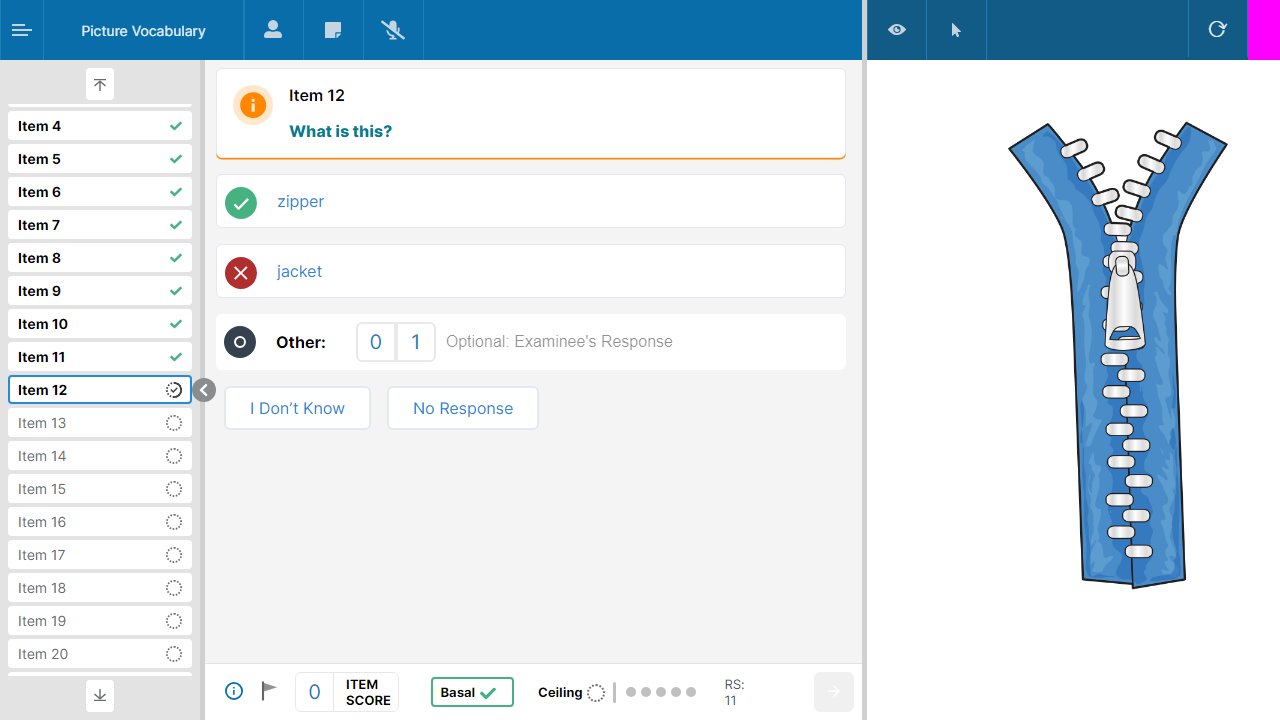 Picture Vocabulary
Item 4
Item 5
Item 6
Item 7
Item 8
Item 9
Item 10
Item 11
Item 12
Item 13
Item 14
Item 15
Item 16
Item 17
Item 18
Item 19
Item 20
Item 12
What is this?
zipper
jacket
Other: 0 1 Optional: Examinee's Response
I Don’t Know No Response
0 ITEM SCORE Basal Ceiling RS: 11